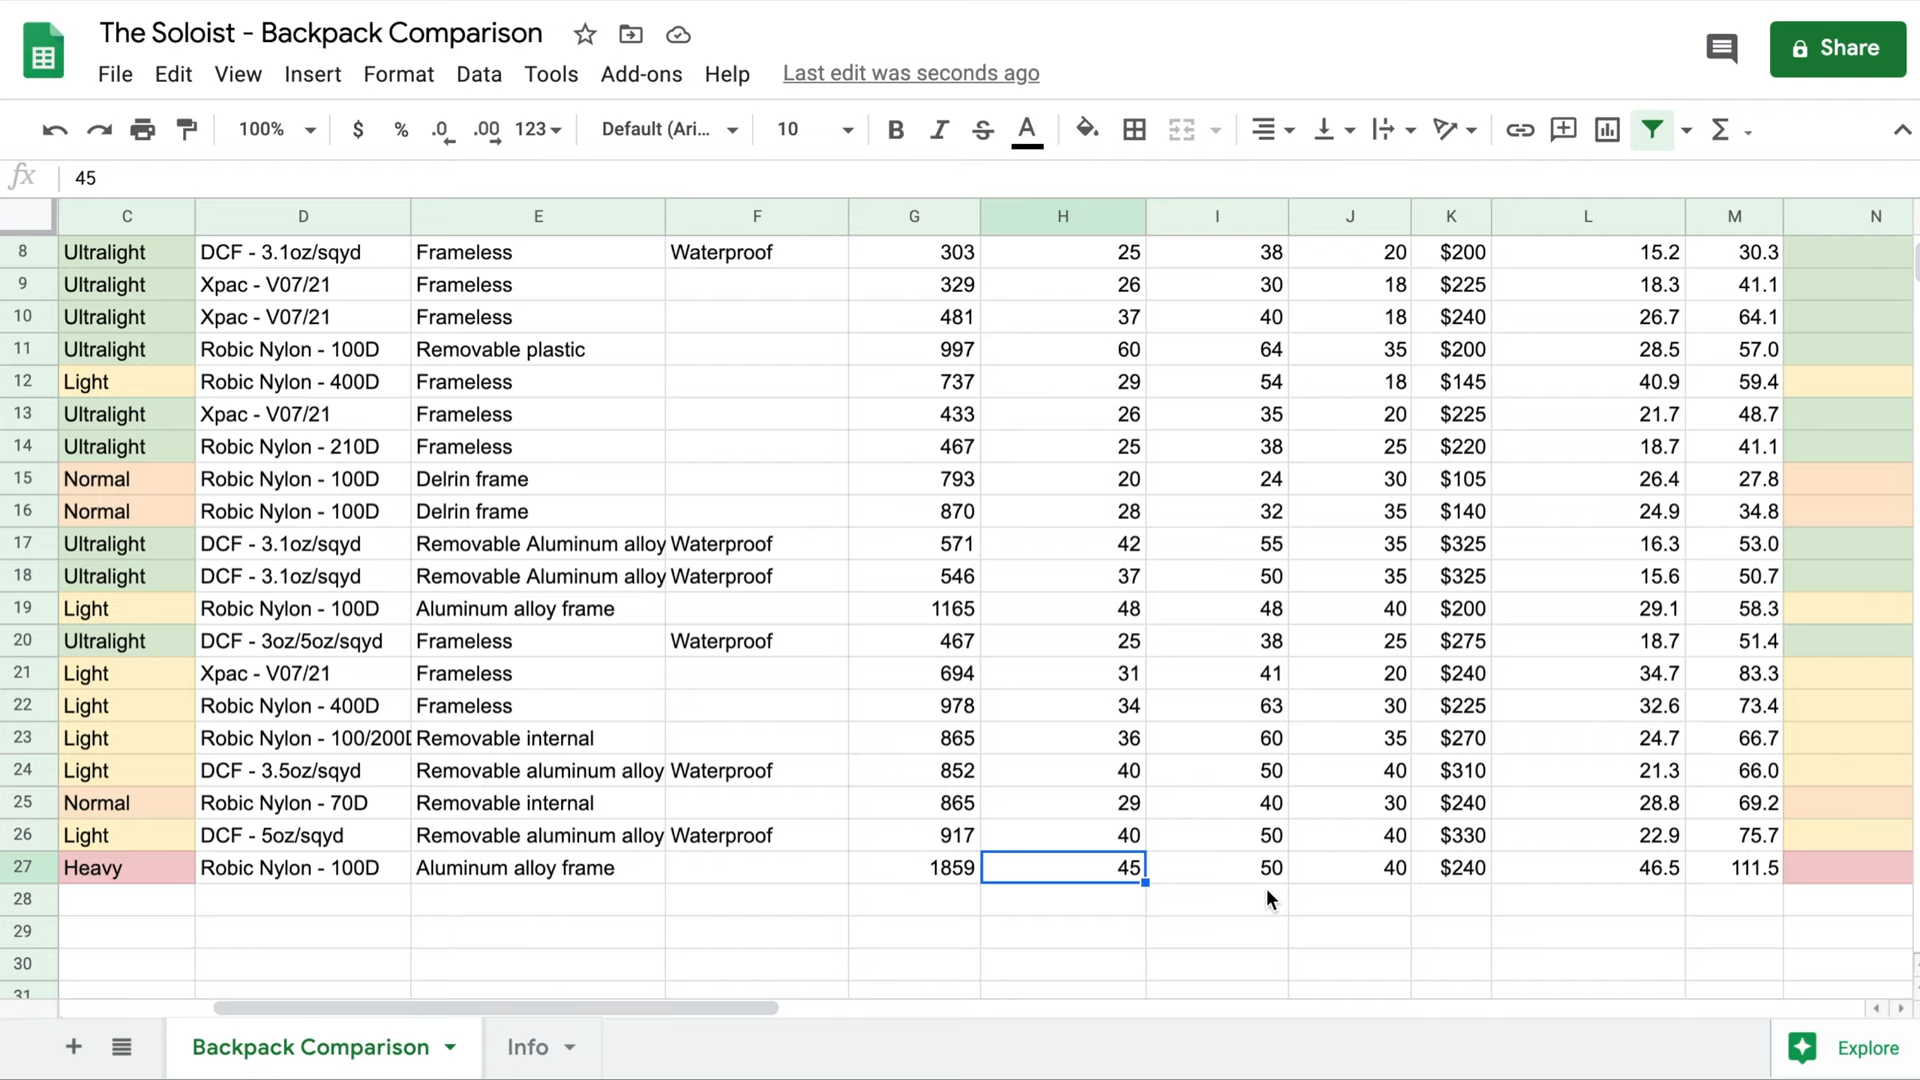 The Soloist - Backpack Comparison
Share
File Edit View Insert Format Data Tools Add-ons Help Last edit was seconds ago
100% $ % .0 .00 123 Default (Ari... 10 B I S A Σ
fx 45
C D E F G H I J K L M N
8 Ultralight DCF - 3.1oz/sqyd Frameless Waterproof 303 25 38 20 $200 15.2 30.3
9 Ultralight Xpac - V07/21 Frameless 329 26 30 18 $225 18.3 41.1
10 Ultralight Xpac - V07/21 Frameless 481 37 40 18 $240 26.7 64.1
11 Ultralight Robic Nylon - 100D Removable plastic 997 60 64 35 $200 28.5 57.0
12 Light Robic Nylon - 400D Frameless 737 29 54 18 $145 40.9 59.4
13 Ultralight Xpac - V07/21 Frameless 433 26 35 20 $225 21.7 48.7
14 Ultralight Robic Nylon - 210D Frameless 467 25 38 25 $220 18.7 41.1
15 Normal Robic Nylon - 100D Delrin frame 793 20 24 30 $105 26.4 27.8
16 Normal Robic Nylon - 100D Delrin frame 870 28 32 35 $140 24.9 34.8
17 Ultralight DCF - 3.1oz/sqyd Removable Aluminum alloy Waterproof 571 42 55 35 $325 16.3 53.0
18 Ultralight DCF - 3.1oz/sqyd Removable Aluminum alloy Waterproof 546 37 50 35 $325 15.6 50.7
19 Light Robic Nylon - 100D Aluminum alloy frame 1165 48 48 40 $200 29.1 58.3
20 Ultralight DCF - 3oz/5oz/sqyd Frameless Waterproof 467 25 38 25 $275 18.7 51.4
21 Light Xpac - V07/21 Frameless 694 31 41 20 $240 34.7 83.3
22 Light Robic Nylon - 400D Frameless 978 34 63 30 $225 32.6 73.4
23 Light Robic Nylon - 100/200D Removable internal 865 36 60 35 $270 24.7 66.7
24 Light DCF - 3.5oz/sqyd Removable aluminum alloy Waterproof 852 40 50 40 $310 21.3 66.0
25 Normal Robic Nylon - 70D Removable internal 865 29 40 30 $240 28.8 69.2
26 Light DCF - 5oz/sqyd Removable aluminum alloy Waterproof 917 40 50 40 $330 22.9 75.7
27 Heavy Robic Nylon - 100D Aluminum alloy frame 1859 45 50 40 $240 46.5 111.5
28
29
30
31
+ Backpack Comparison Info Explore